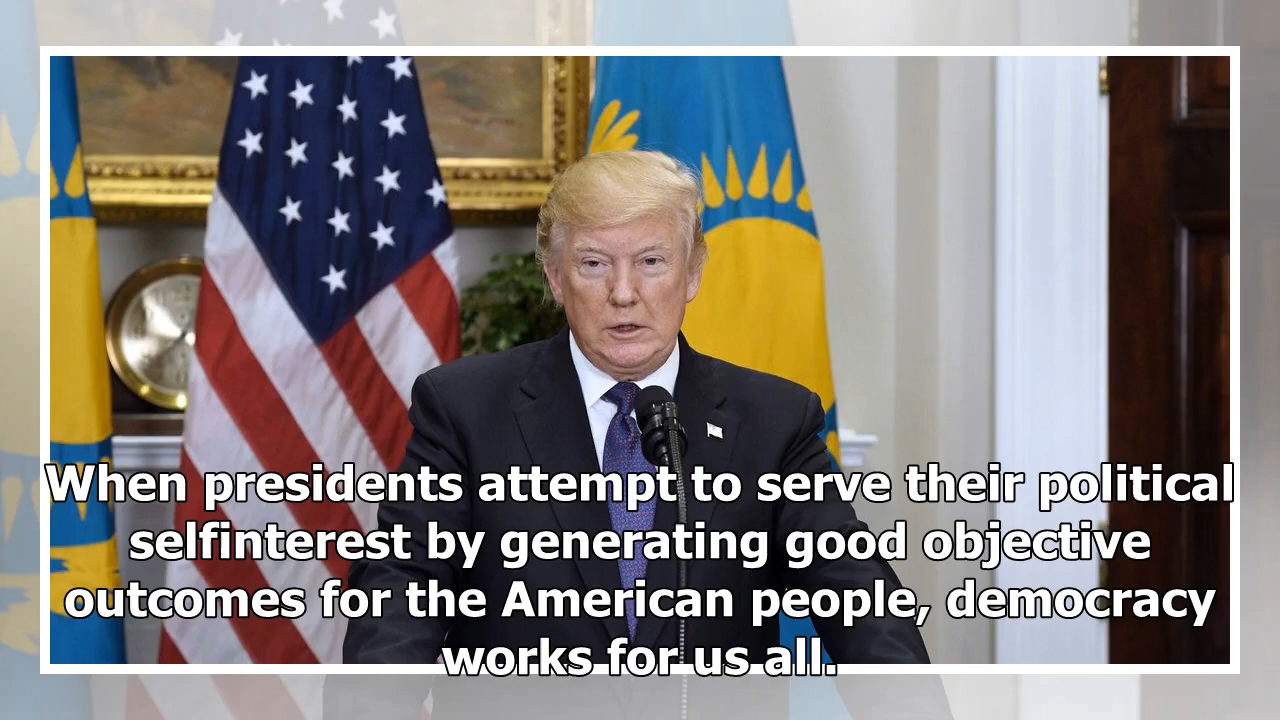 When presidents attempt to serve their political
selfinterest by generating good objective
outcomes for the American people, democracy
works for us all.